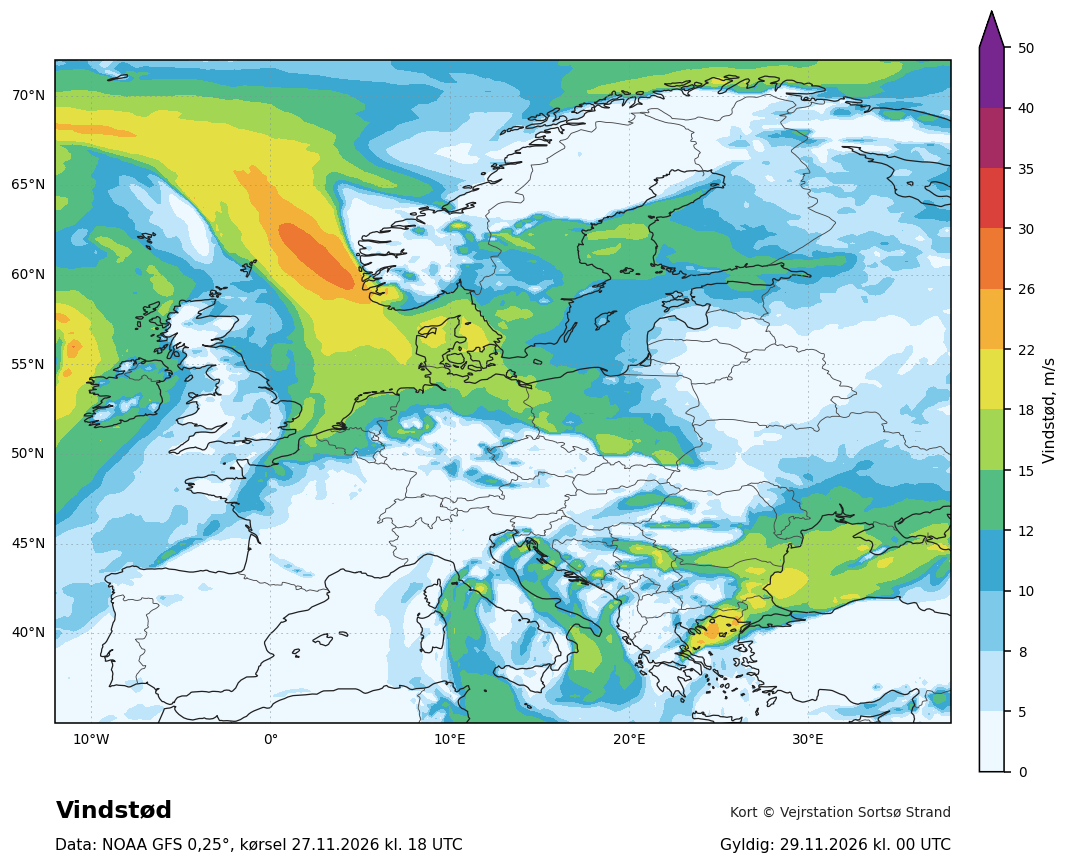 70°N
65°N
60°N
55°N
50°N
45°N
40°N
10°W
0°
10°E
20°E
30°E
50
40
35
30
26
22
18
15
12
10
8
5
0
Vindstød, m/s
Vindstød
Kort © Vejrstation Sortsø Strand
Data: NOAA GFS 0,25°, kørsel 27.11.2026 kl. 18 UTC
Gyldig: 29.11.2026 kl. 00 UTC